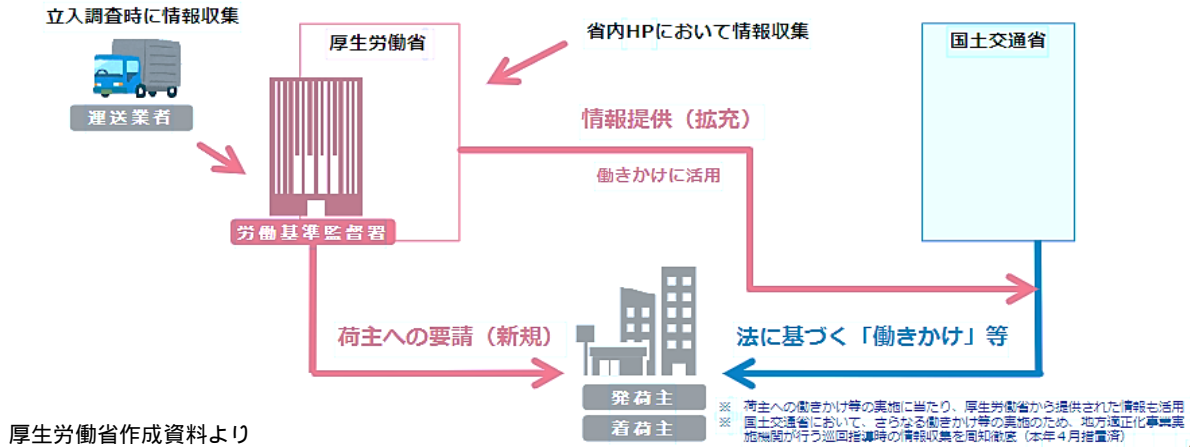 立入調査時に情報収集
厚生労働省
省内HPにおいて情報収集
国土交通省
運送業者
情報提供（拡充）
働きかけに活用
労働基準監督署
荷主への要請（新規）
法に基づく「働きかけ」等
発荷主
着荷主
※　荷主への働きかけ等の実施に当たり、厚生労働省から提供された情報も活用
※　国土交通省において、さらなる働きかけ等の実施のため、地方適正化事業実
施機関が行う巡回指導時の情報収集を周知徹底（本年４月措置済）
厚生労働省作成資料より